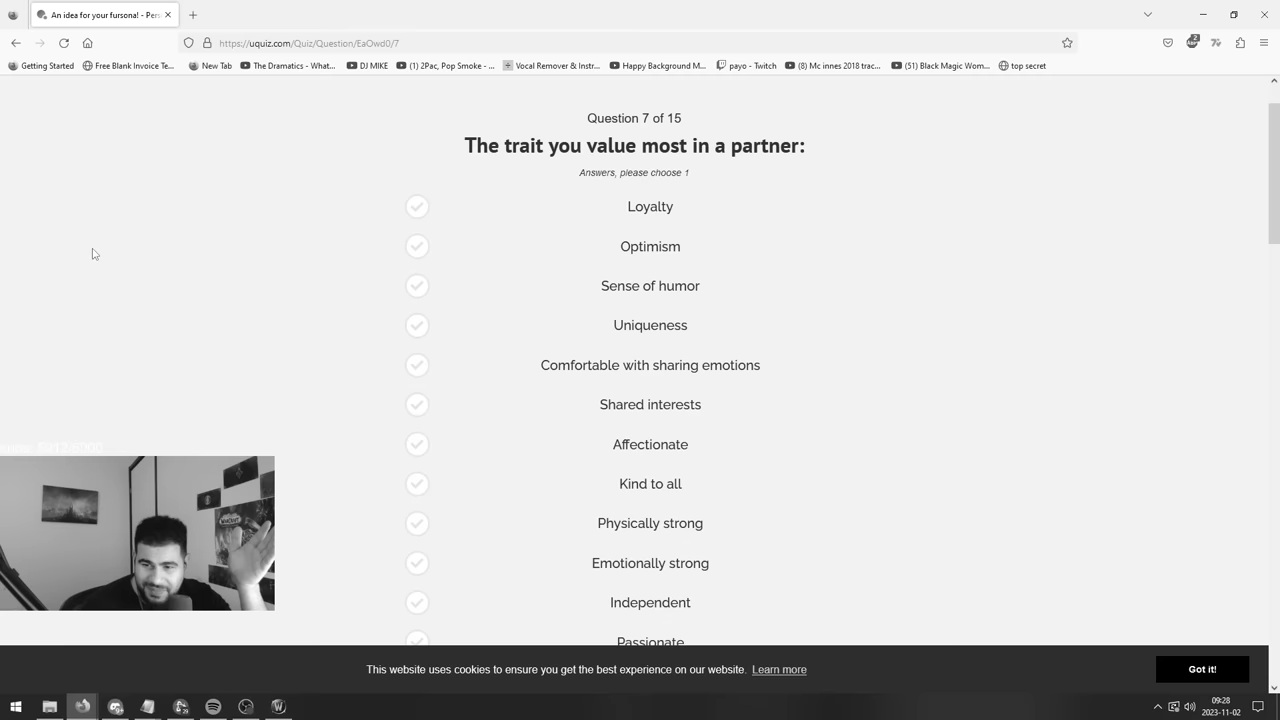 An idea for your fursona! - Pers
https://uquiz.com/Quiz/Question/EaOwd0/7
Getting Started
Free Blank Invoice Te...
New Tab
The Dramatics - What...
DJ MIKE
(1) 2Pac, Pop Smoke - ...
Vocal Remover & Instr...
Happy Background M...
payo - Twitch
(8) Mc innes 2018 trac...
(51) Black Magic Wom...
top secret
Question 7 of 15
The trait you value most in a partner:
Answers, please choose 1
Loyalty
Optimism
Sense of humor
Uniqueness
Comfortable with sharing emotions
Shared interests
Affectionate
Kind to all
Physically strong
Emotionally strong
Independent
Passionate
WARCRAFT
This website uses cookies to ensure you get the best experience on our website. Learn more
Got it!
09:28
2023-11-02